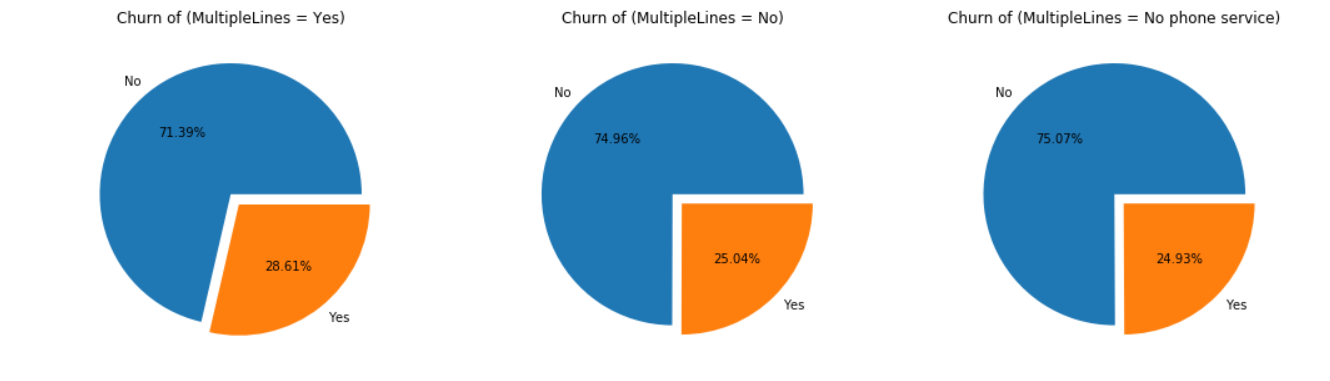 Churn of (MultipleLines = Yes)
No
71.39%
28.61%
Yes
Churn of (MultipleLines = No)
No
74.96%
25.04%
Yes
Churn of (MultipleLines = No phone service)
No
75.07%
24.93%
Yes